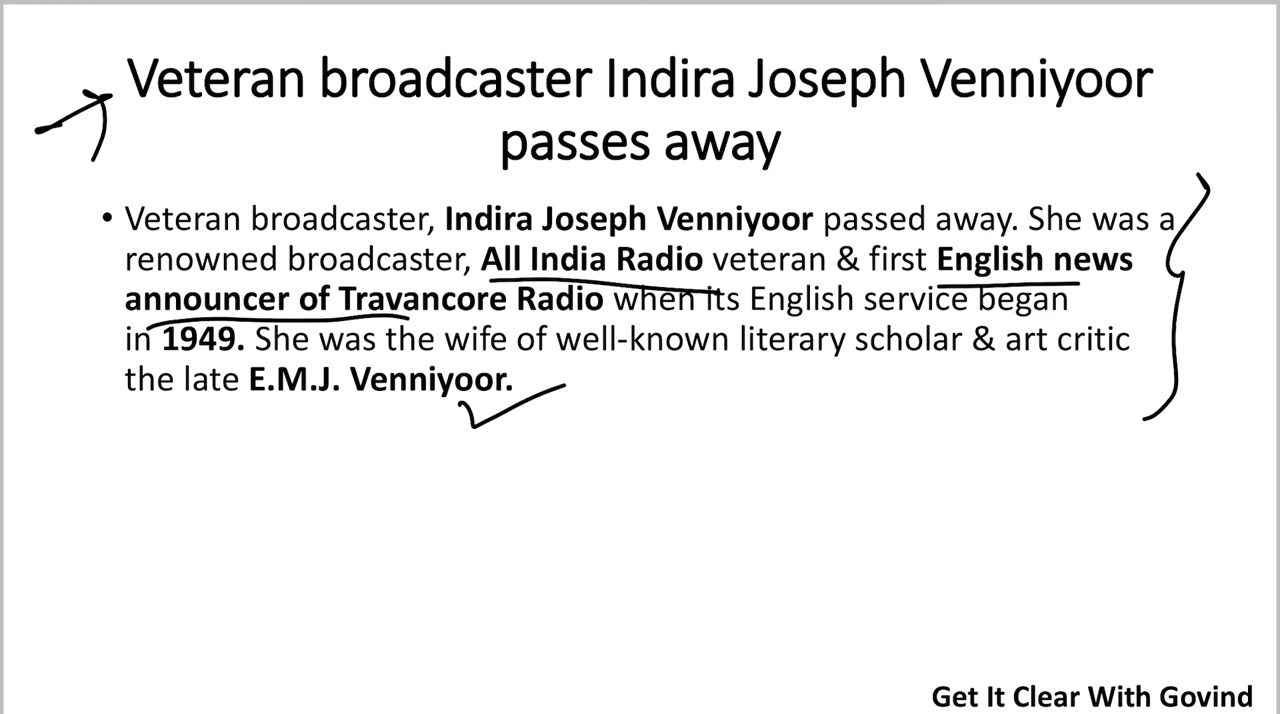 Veteran broadcaster Indira Joseph Venniyoor
passes away
• Veteran broadcaster, Indira Joseph Venniyoor passed away. She was a
renowned broadcaster, All India Radio veteran & first English news
announcer of Travancore Radio when its English service began
in 1949. She was the wife of well-known literary scholar & art critic
the late E.M.J. Venniyoor.
Get It Clear With Govind